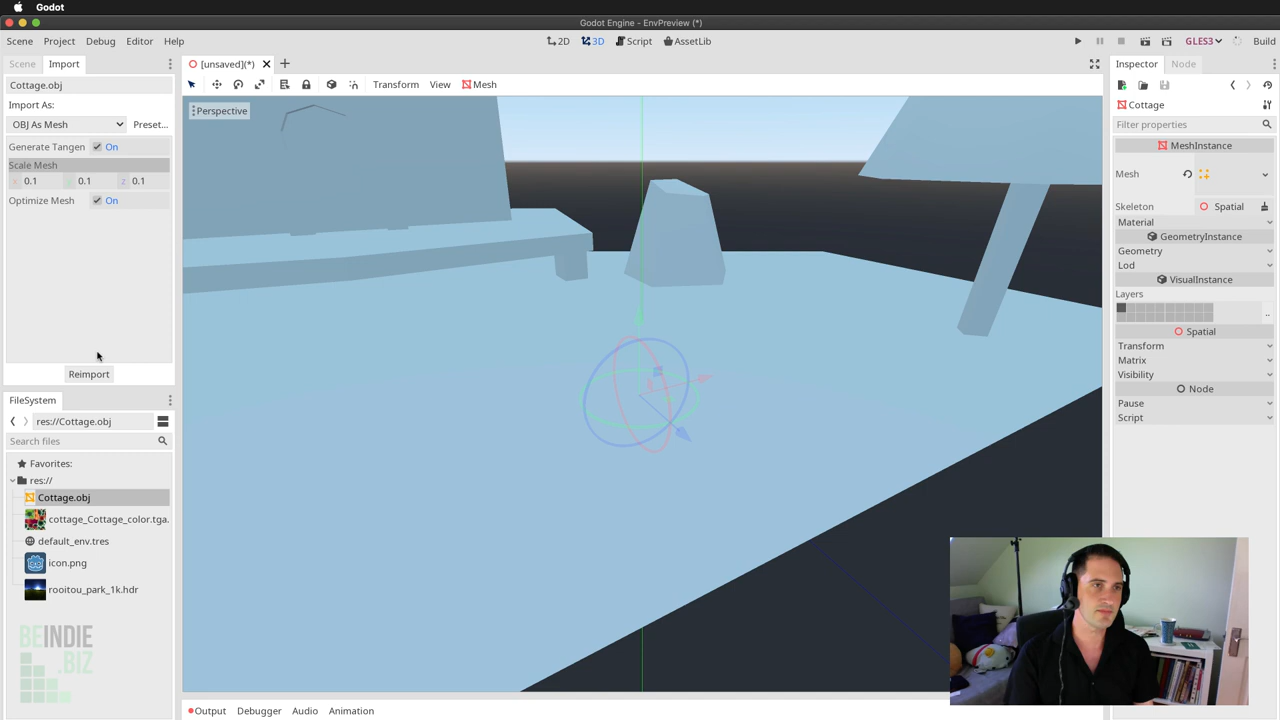 Godot
Godot Engine - EnvPreview (*)
Scene Project Debug Editor Help
2D 3D Script AssetLib
GLES3 Build
Scene Import
[unsaved](*)
Inspector Node
Cottage.obj
Transform View Mesh
Import As:
OBJ As Mesh Preset...
Perspective
Cottage
Filter properties
Generate Tangen On
MeshInstance
Scale Mesh
x 0.1 y 0.1 z 0.1
Mesh
Optimize Mesh On
Skeleton Spatial
Material
GeometryInstance
Geometry
Lod
VisualInstance
Layers
..
Spatial
Transform
Matrix
Visibility
Reimport
Node
FileSystem
Pause
Script
res://Cottage.obj
Search files
Favorites:
res://
Cottage.obj
cottage_Cottage_color.tga.
default_env.tres
icon.png
rooitou_park_1k.hdr
BEINDIE
.BIZ
Output Debugger Audio Animation